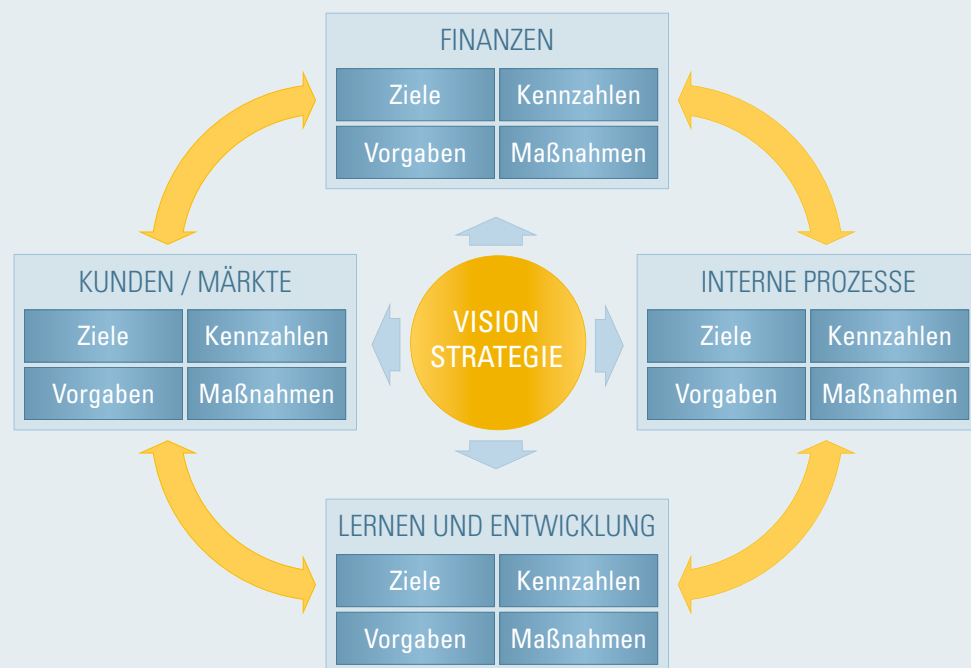 FINANZEN
Ziele
Kennzahlen
Vorgaben
Maßnahmen
KUNDEN / MÄRKTE
Ziele
Kennzahlen
Vorgaben
Maßnahmen
VISION
STRATEGIE
INTERNE PROZESSE
Ziele
Kennzahlen
Vorgaben
Maßnahmen
LERNEN UND ENTWICKLUNG
Ziele
Kennzahlen
Vorgaben
Maßnahmen